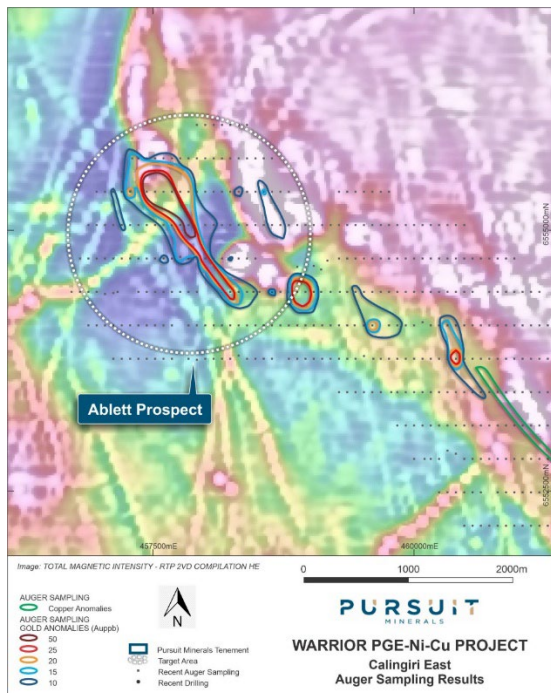 6555000mN
Ablett Prospect
6552500mN
457500mE
460000mE
Image: TOTAL MAGNETIC INTENSITY - RTP 2VD COMPILATION HE
0 1000 2000m
AUGER SAMPLING
Copper Anomalies
AUGER SAMPLING
GOLD ANOMALIES (Auppb)
50
25
20
15
10
N
Pursuit Minerals Tenement
Target Area
Recent Auger Sampling
Recent Drilling
PURSUIT
MINERALS
WARRIOR PGE-Ni-Cu PROJECT
Calingiri East
Auger Sampling Results